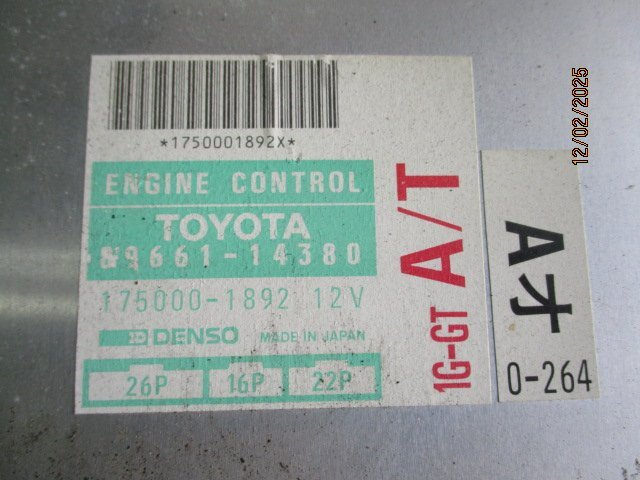 *1750001892X*
ENGINE CONTROL
TOYOTA
89661-14380
175000-1892 12V
DENSO MADE IN JAPAN
26P 16P 22P
1G-GT A/T
Aオ
0-264
12/02/2025